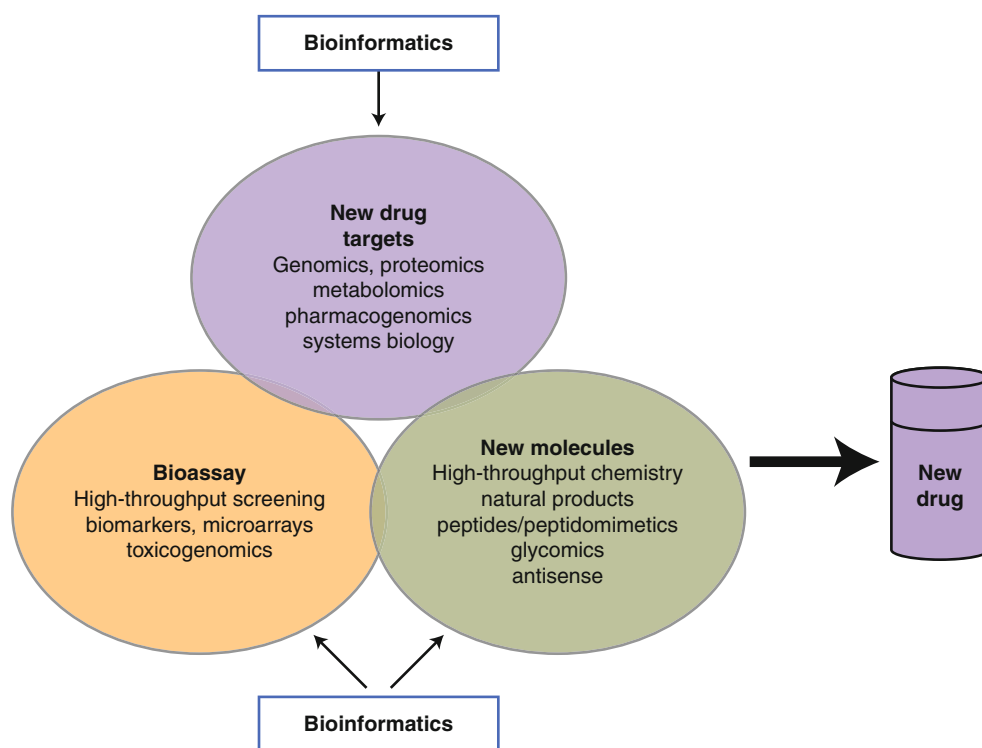 Bioinformatics
New drug
targets
Genomics, proteomics
metabolomics
pharmacogenomics
systems biology
Bioassay
High-throughput screening
biomarkers, microarrays
toxicogenomics
New molecules
High-throughput chemistry
natural products
peptides/peptidomimetics
glycomics
antisense
New
drug
Bioinformatics